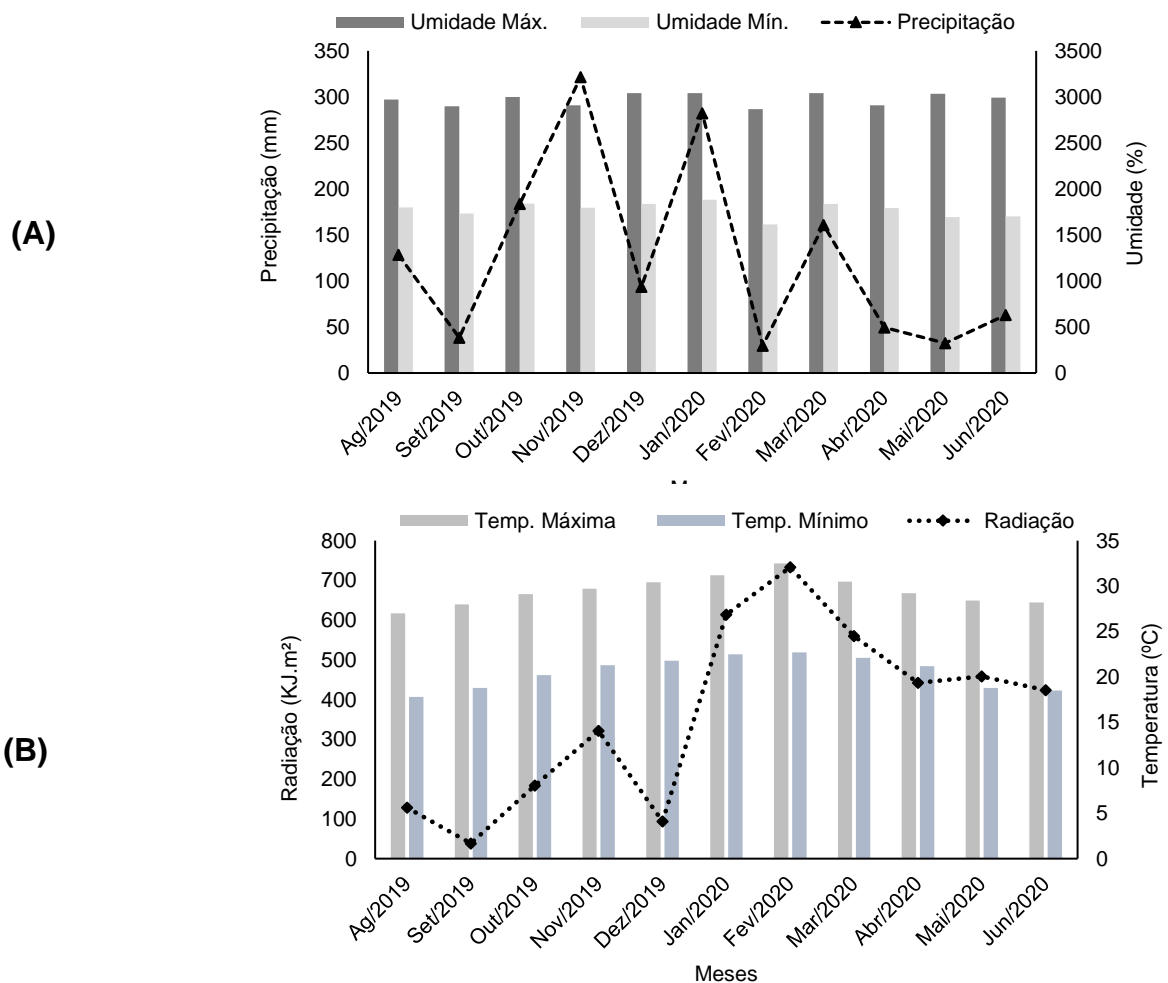 Umidade Máx. Umidade Mín. Precipitação
350 3500
300 3000
250 2500
200 2000
150 1500
100 1000
50 500
0 0
Precipitação (mm)
Umidade (%)
(A)
Ag/2019 Set/2019 Out/2019 Nov/2019 Dez/2019 Jan/2020 Fev/2020 Mar/2020 Abr/2020 Mai/2020 Jun/2020
Temp. Máxima Temp. Mínimo Radiação
800 35
700 30
600 25
500 20
400 15
300 10
200 5
100 0
0
Radiação (KJ.m²)
Temperatura (ºC)
(B)
Ag/2019 Set/2019 Out/2019 Nov/2019 Dez/2019 Jan/2020 Fev/2020 Mar/2020 Abr/2020 Mai/2020 Jun/2020
Meses